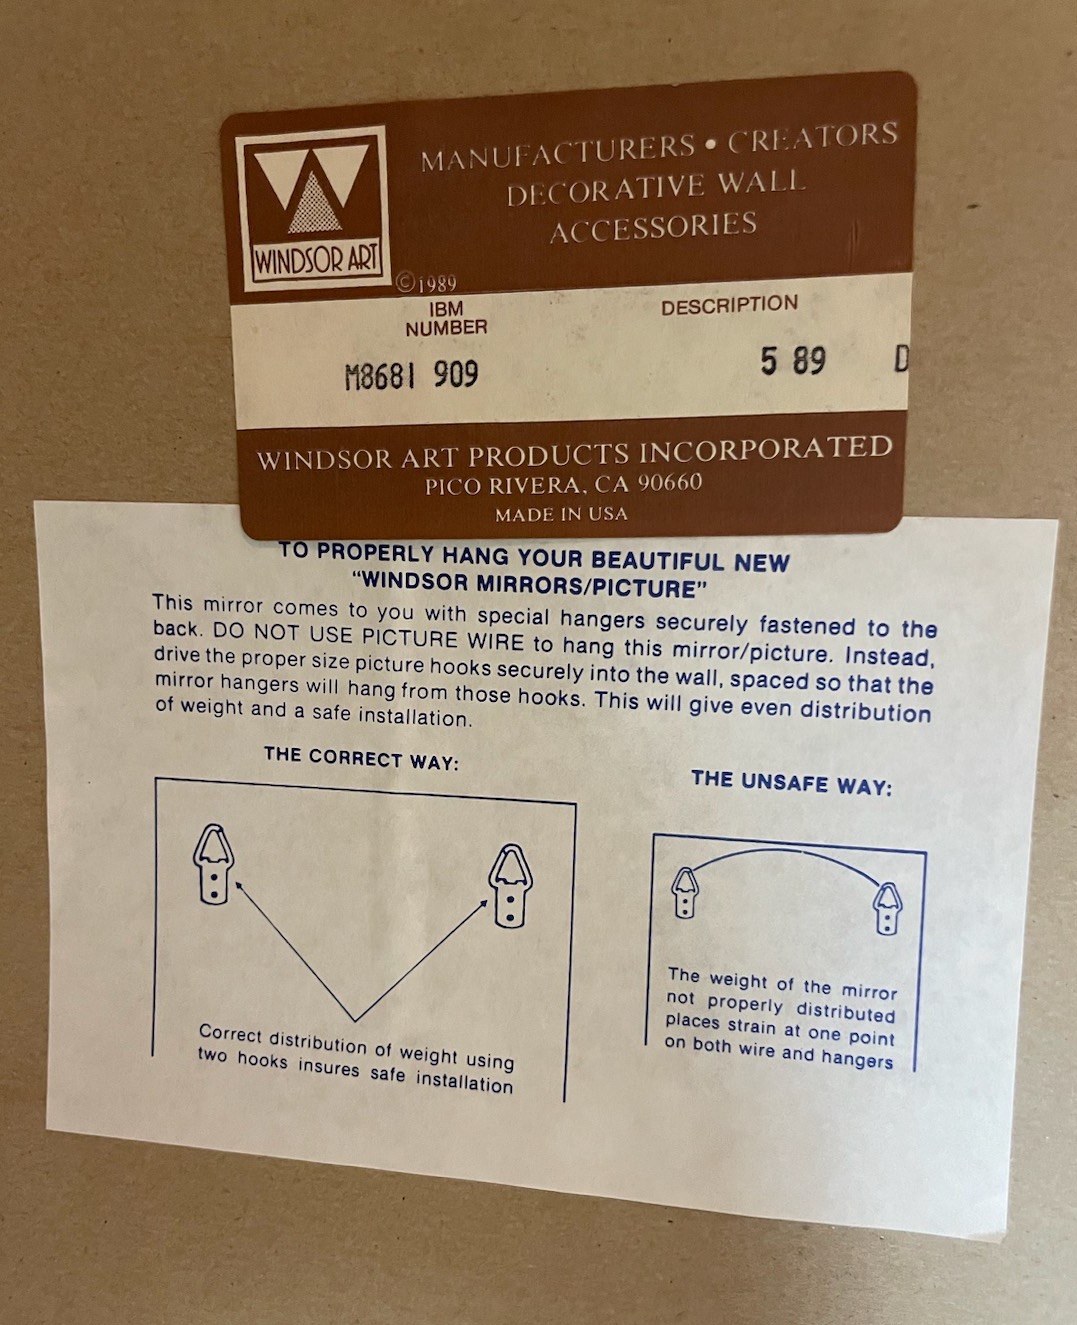 MANUFACTURERS • CREATORS
DECORATIVE WALL
ACCESSORIES
WINDSOR ART
©1989
IBM
NUMBER
DESCRIPTION
M8681 909
5 89 D
WINDSOR ART PRODUCTS INCORPORATED
PICO RIVERA, CA 90660
MADE IN USA
TO PROPERLY HANG YOUR BEAUTIFUL NEW
“WINDSOR MIRRORS/PICTURE”
This mirror comes to you with special hangers securely fastened to the
back. DO NOT USE PICTURE WIRE to hang this mirror/picture. Instead,
drive the proper size picture hooks securely into the wall, spaced so that the
mirror hangers will hang from those hooks. This will give even distribution
of weight and a safe installation.
THE CORRECT WAY:
Correct distribution of weight using
two hooks insures safe installation
THE UNSAFE WAY:
The weight of the mirror
not properly distributed
places strain at one point
on both wire and hangers